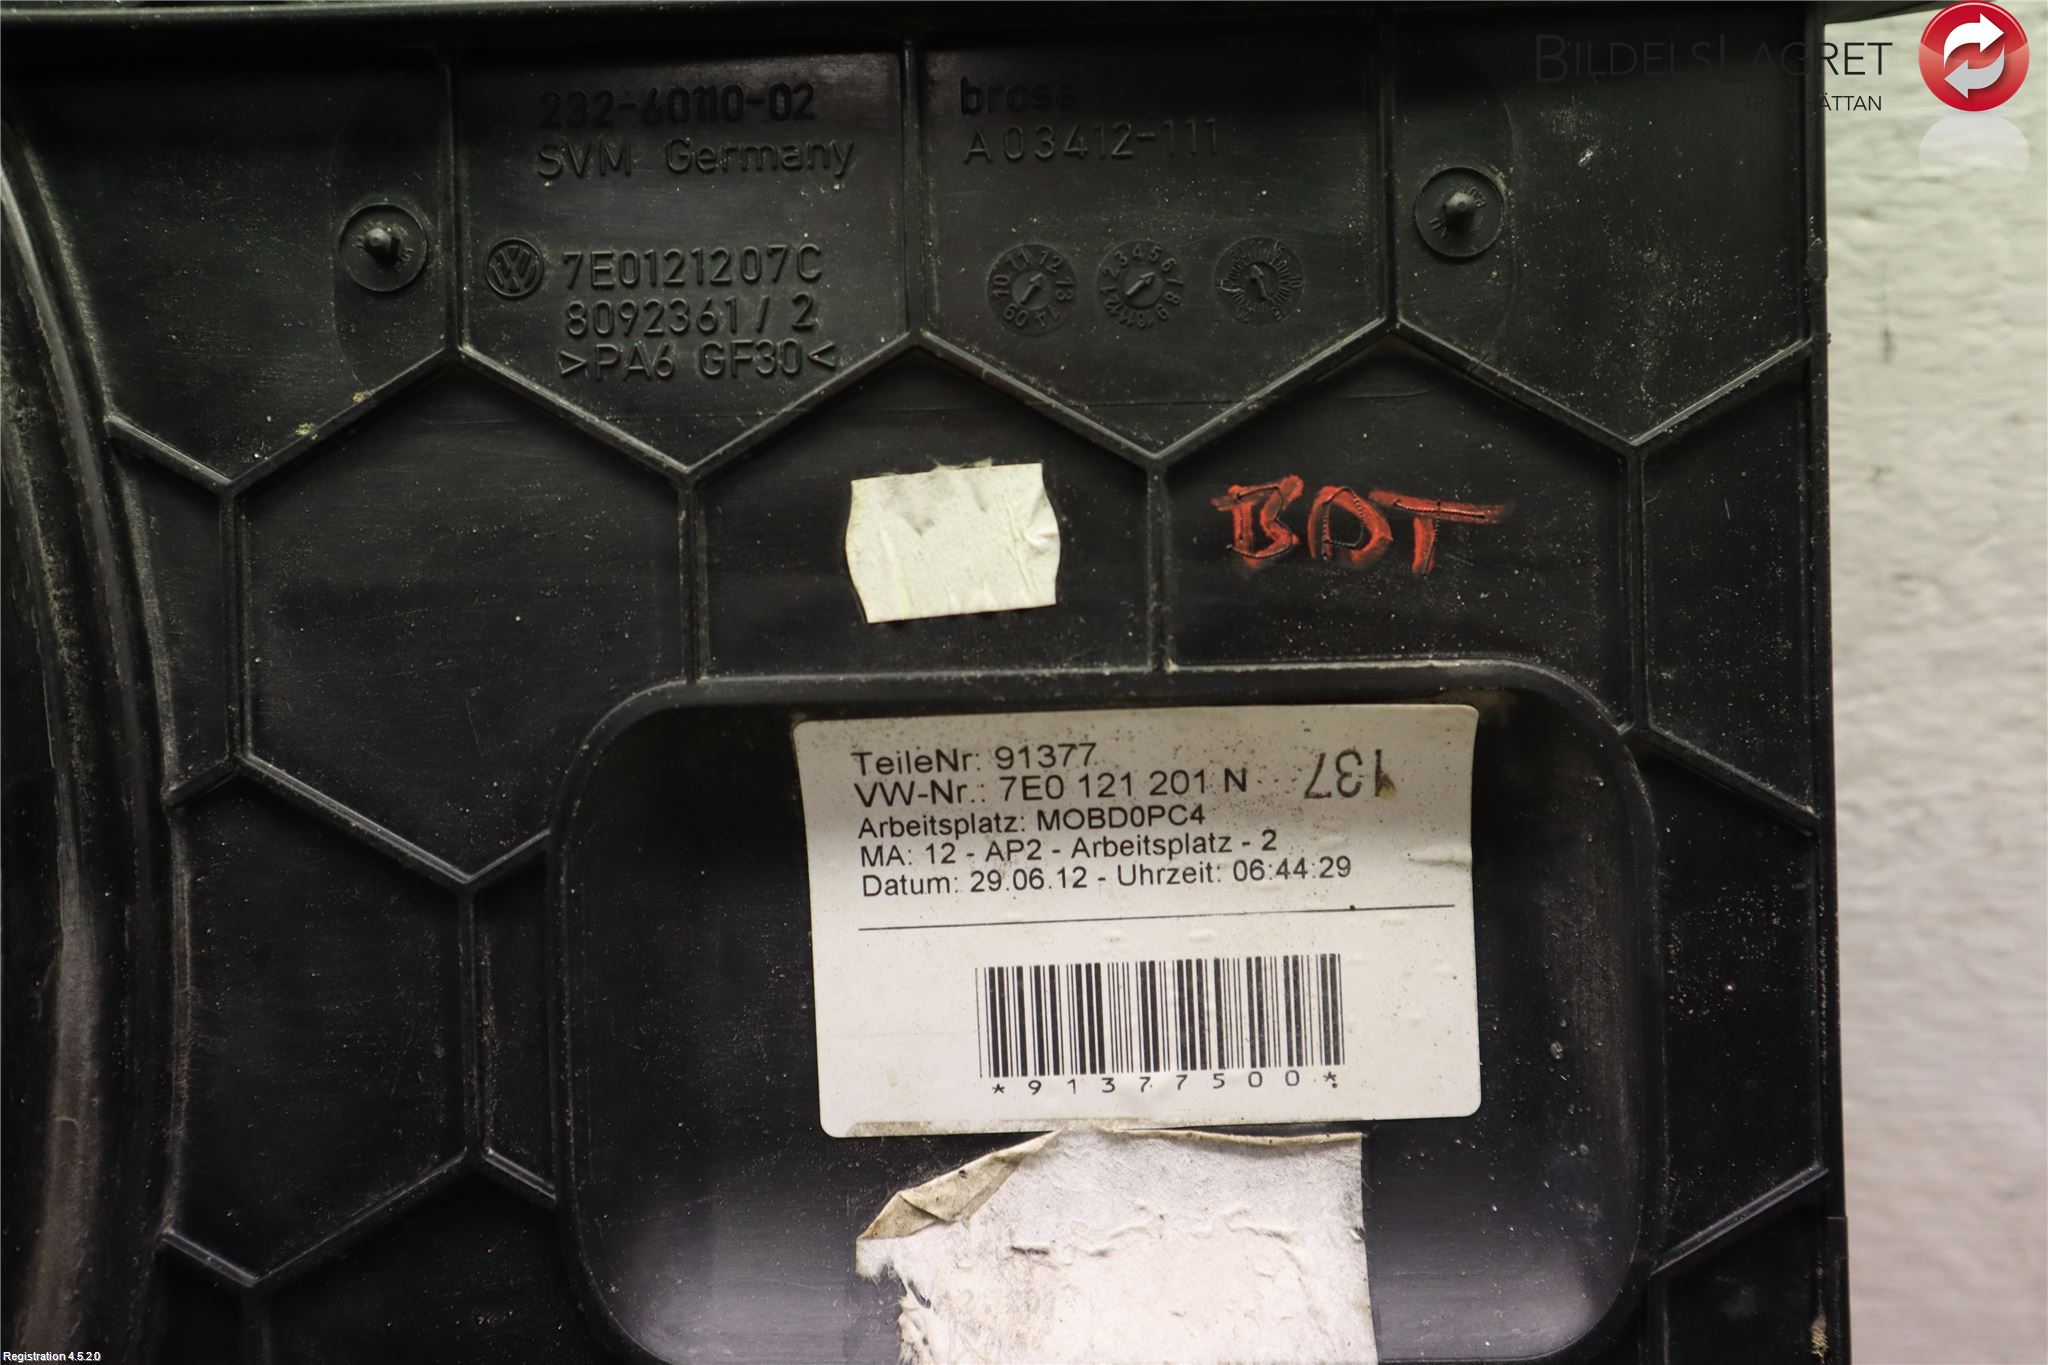 BILDELSLAGRET
TROLLHÄTTAN
232-60110-02
SVM Germany
brose
A03412-111
7E0121207C
8092361/2
>PA6 GF30<
BDT
TeileNr: 91377
137
VW-Nr.: 7E0 121 201 N
Arbeitsplatz: MOBD0PC4
MA: 12 - AP2 - Arbeitsplatz - 2
Datum: 29.06.12 - Uhrzeit: 06:44:29
*91377500*
Registration 4.5.2.0